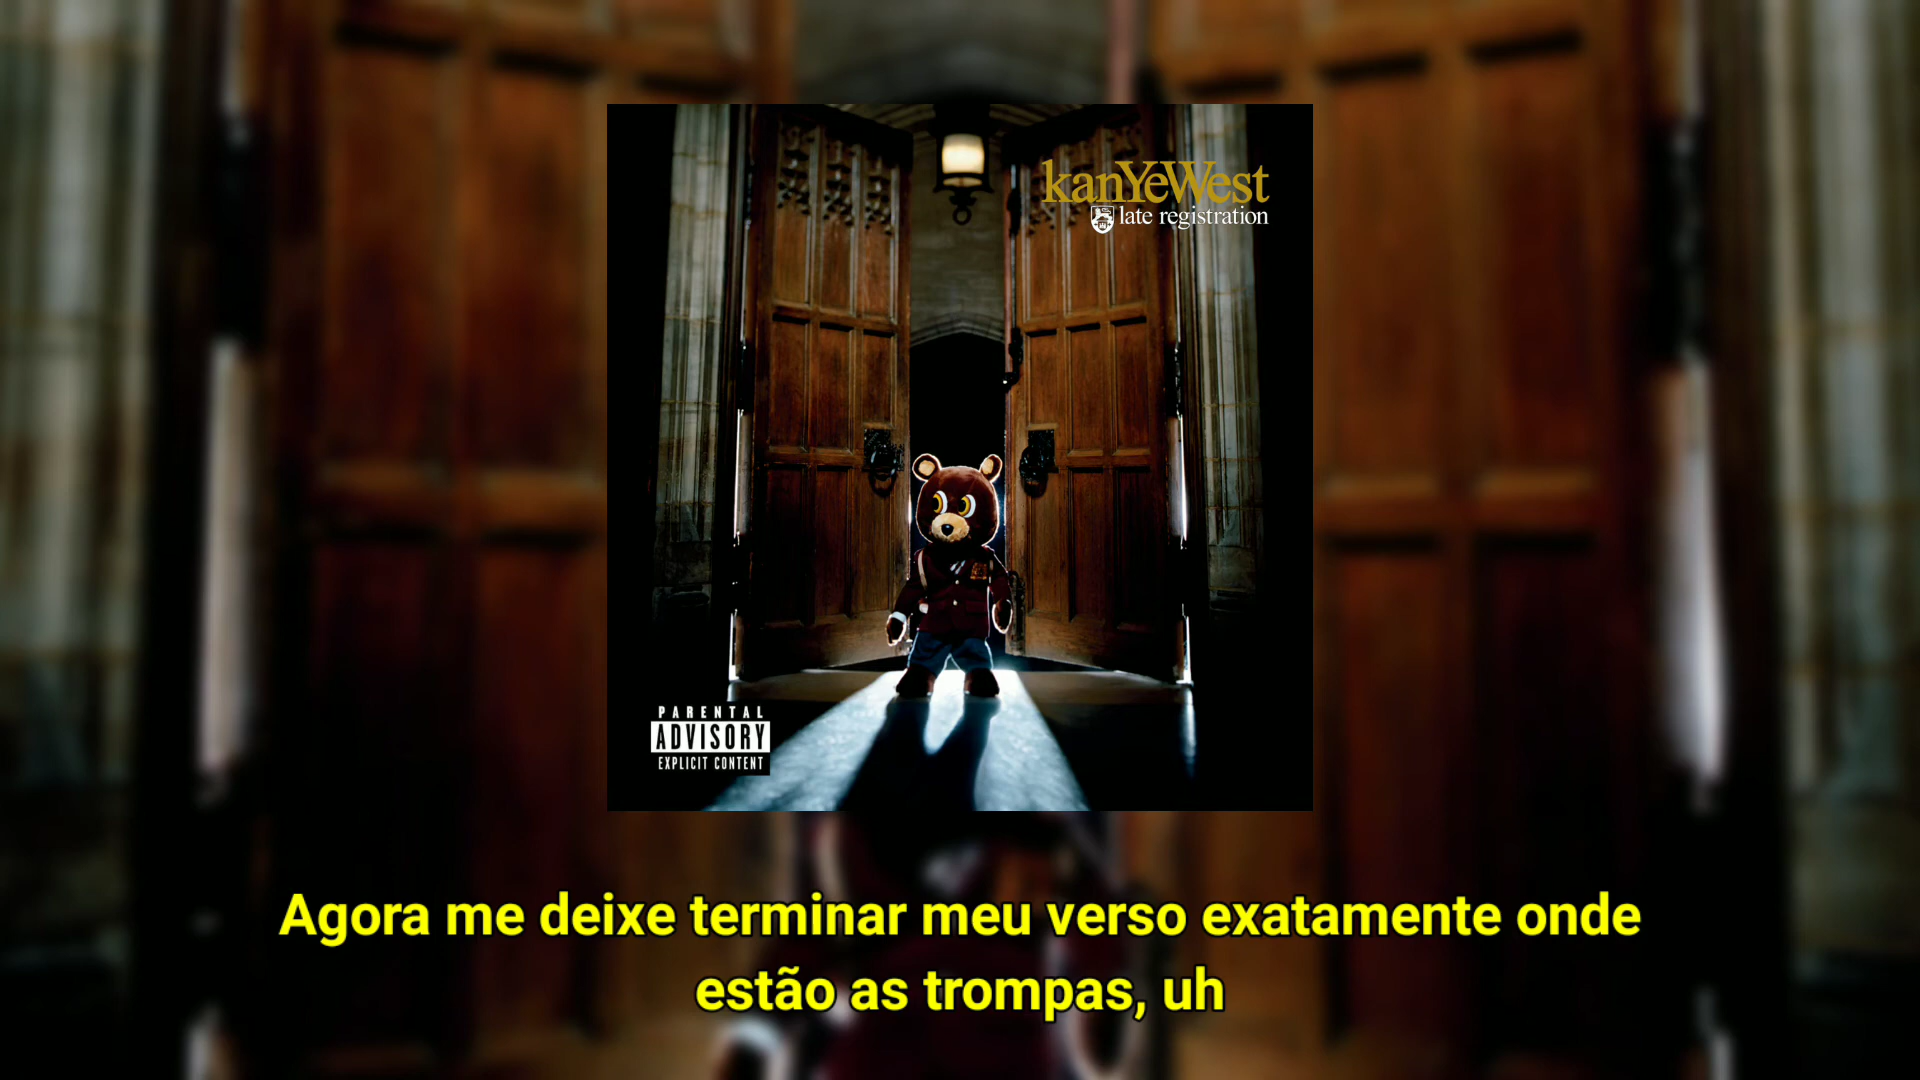 kanYeWest
late registration
PARENTAL
ADVISORY
EXPLICIT CONTENT
Agora me deixe terminar meu verso exatamente onde
estão as trompas, uh